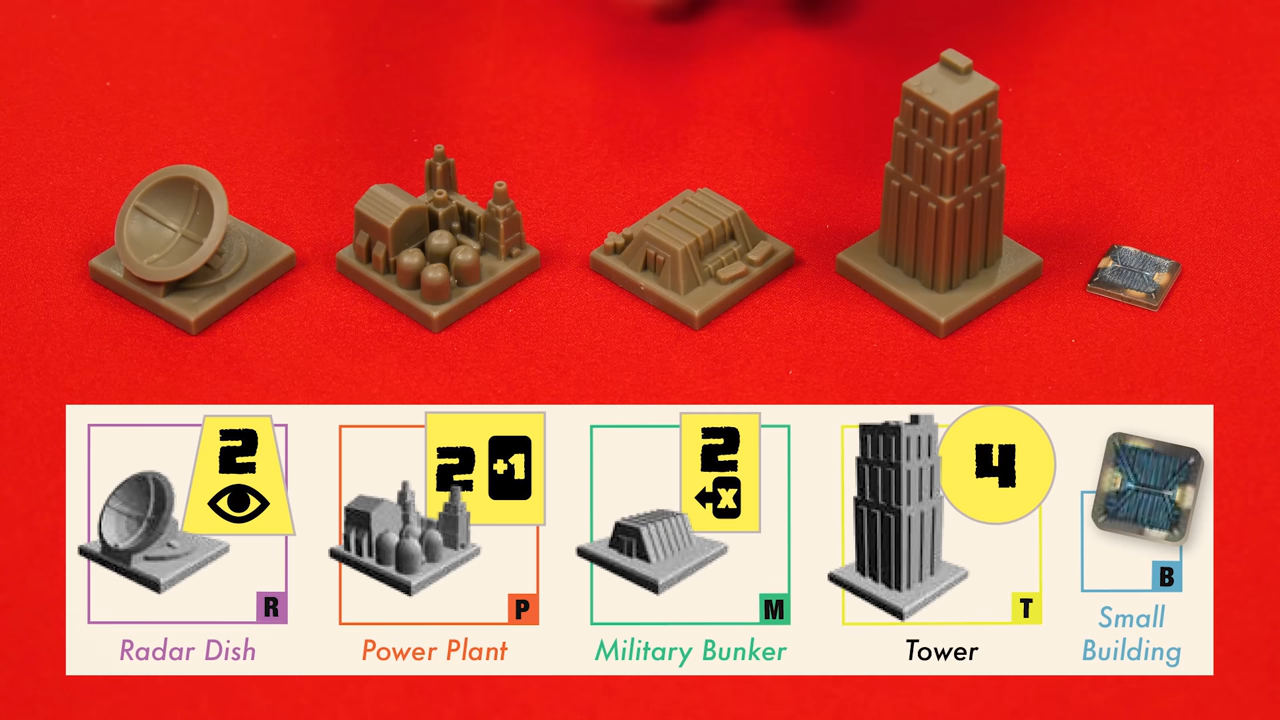 2
2 +1
2 X
4
R
P
M
T
B
Radar Dish
Power Plant
Military Bunker
Tower
Small
Building